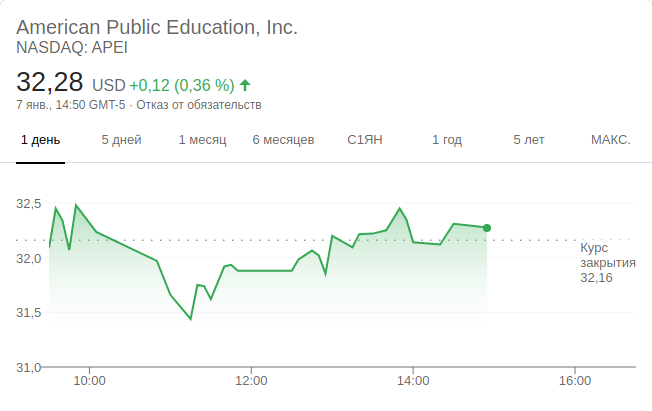 American Public Education, Inc.
NASDAQ: APEI
32,28 USD +0,12 (0,36 %)
7 янв., 14:50 GMT-5 · Отказ от обязательств
1 день 5 дней 1 месяц 6 месяцев С1ЯН 1 год 5 лет МАКС.
32,5
32,0
31,5
31,0
Курс
закрытия
32,16
10:00 12:00 14:00 16:00